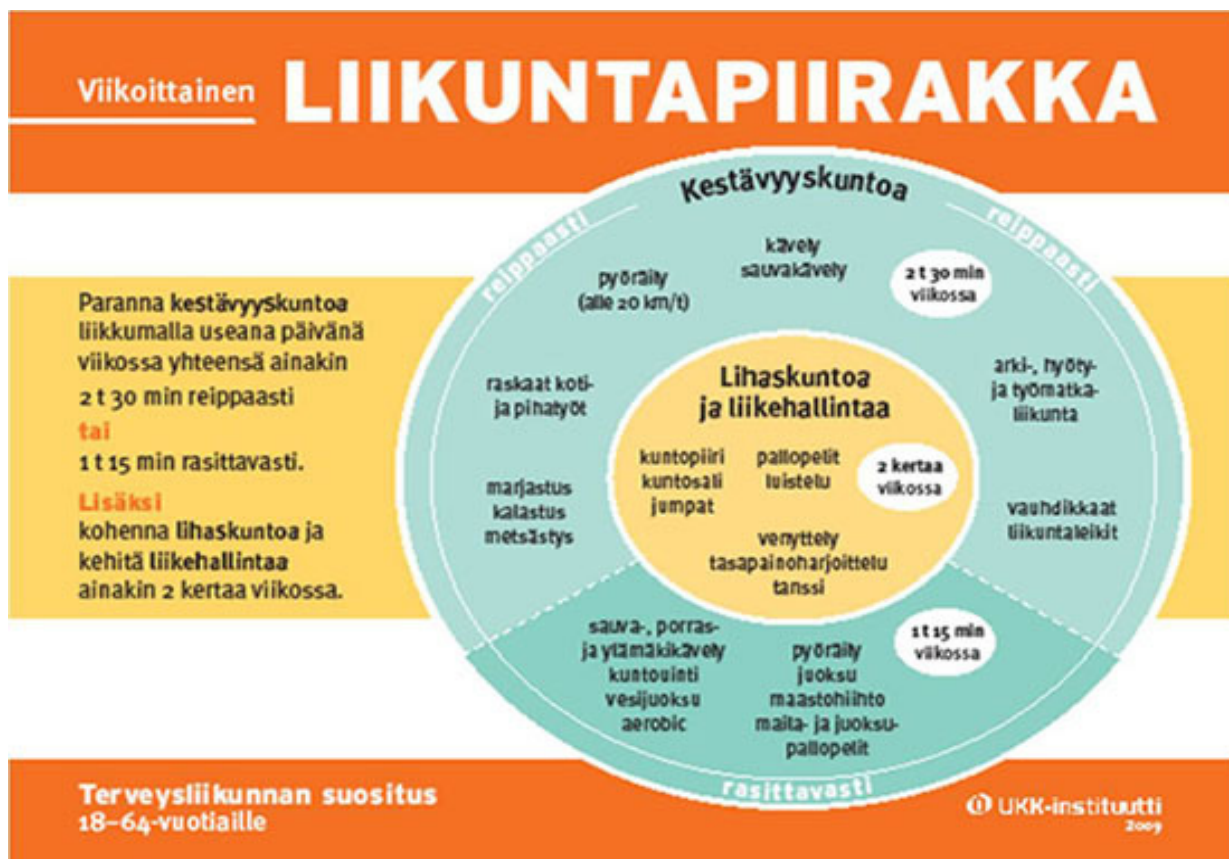 Viikoittainen LIIKUNTAPIIRAKKA
Paranna kestävyyskuntoa
liikkumalla useana päivänä
viikossa yhteensä ainakin
2 t 30 min reippaasti
tai
1 t 15 min rasittavasti.
Lisäksi
kohenna lihaskuntoa ja
kehitä liikehallintaa
ainakin 2 kertaa viikossa.
Kestävyyskuntoa
reippaasti
reippaasti
kävely
sauvakävely
2 t 30 min
viikossa
pyöräily
(alle 20 km/t)
raskaat koti-
ja pihatyöt
marjastus
kalastus
metsästys
arki-, hyöty-
ja työmatka-
liikunta
vauhdikkaat
liikuntaleikit
Lihaskuntoa
ja liikehallintaa
kuntopiiri
kuntosali
jumpat
pallopelit
luistelu
2 kertaa
viikossa
venyttely
tasapainoharjoittelu
tanssi
sauva-, porras-
ja ylämäkikävely
kuntouinti
vesijuoksu
aerobic
pyöräily
juoksu
maastohiihto
maila- ja juoksu-
pallopelit
1 t 15 min
viikossa
rasittavasti
Terveysliikunnan suositus
18–64-vuotiaille
UKK-instituutti
2009